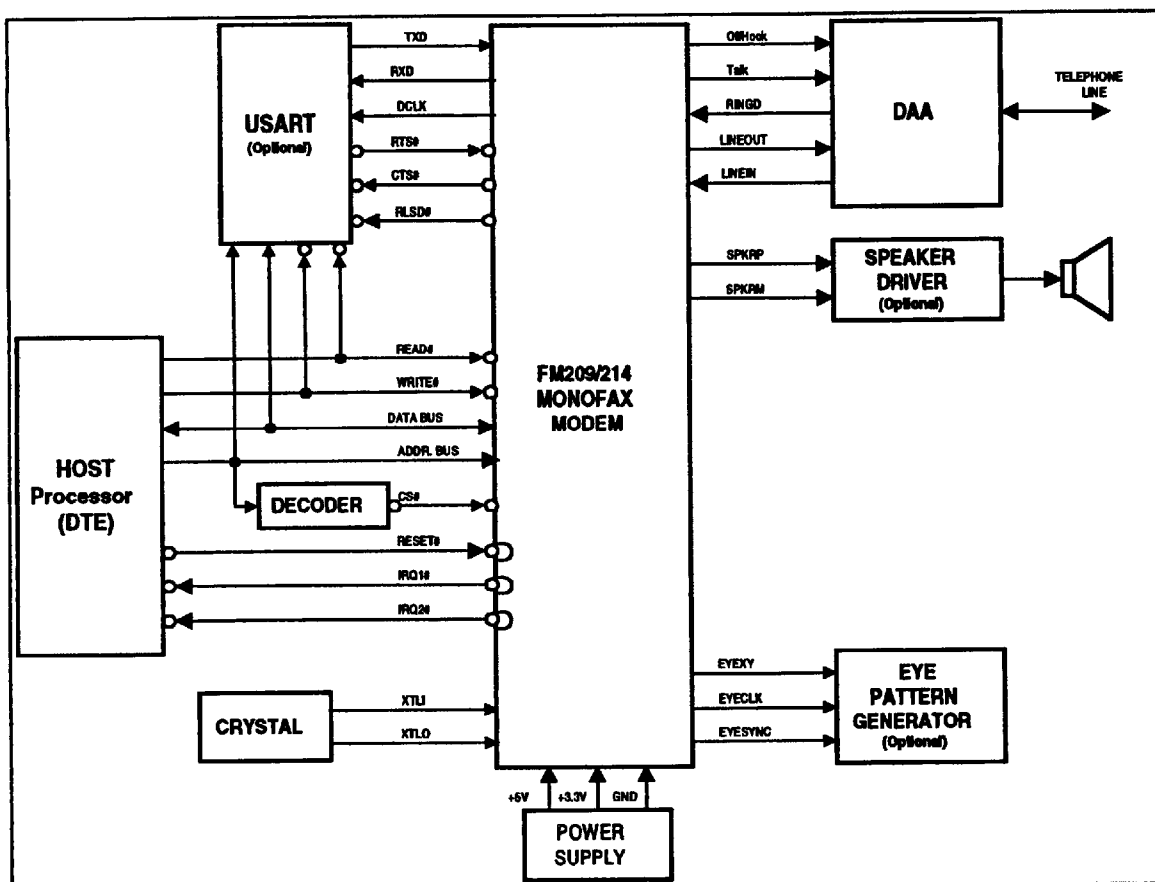 TXD
RXD
DCLK
RTS#
CTS#
RLSD#
USART
(Optional)
OffHook
Talk
RINGD
LINEOUT
LINEIN
DAA
TELEPHONE
LINE
SPKRP
SPKRM
SPEAKER
DRIVER
(Optional)
FM209/214
MONOFAX
MODEM
HOST
Processor
(DTE)
READ#
WRITE#
DATA BUS
ADDR. BUS
DECODER
CS#
RESET#
IRQ1#
IRQ2#
CRYSTAL
XTLI
XTLO
EYEXY
EYECLK
EYESYNC
EYE
PATTERN
GENERATOR
(Optional)
+5V
+3.3V
GND
POWER
SUPPLY